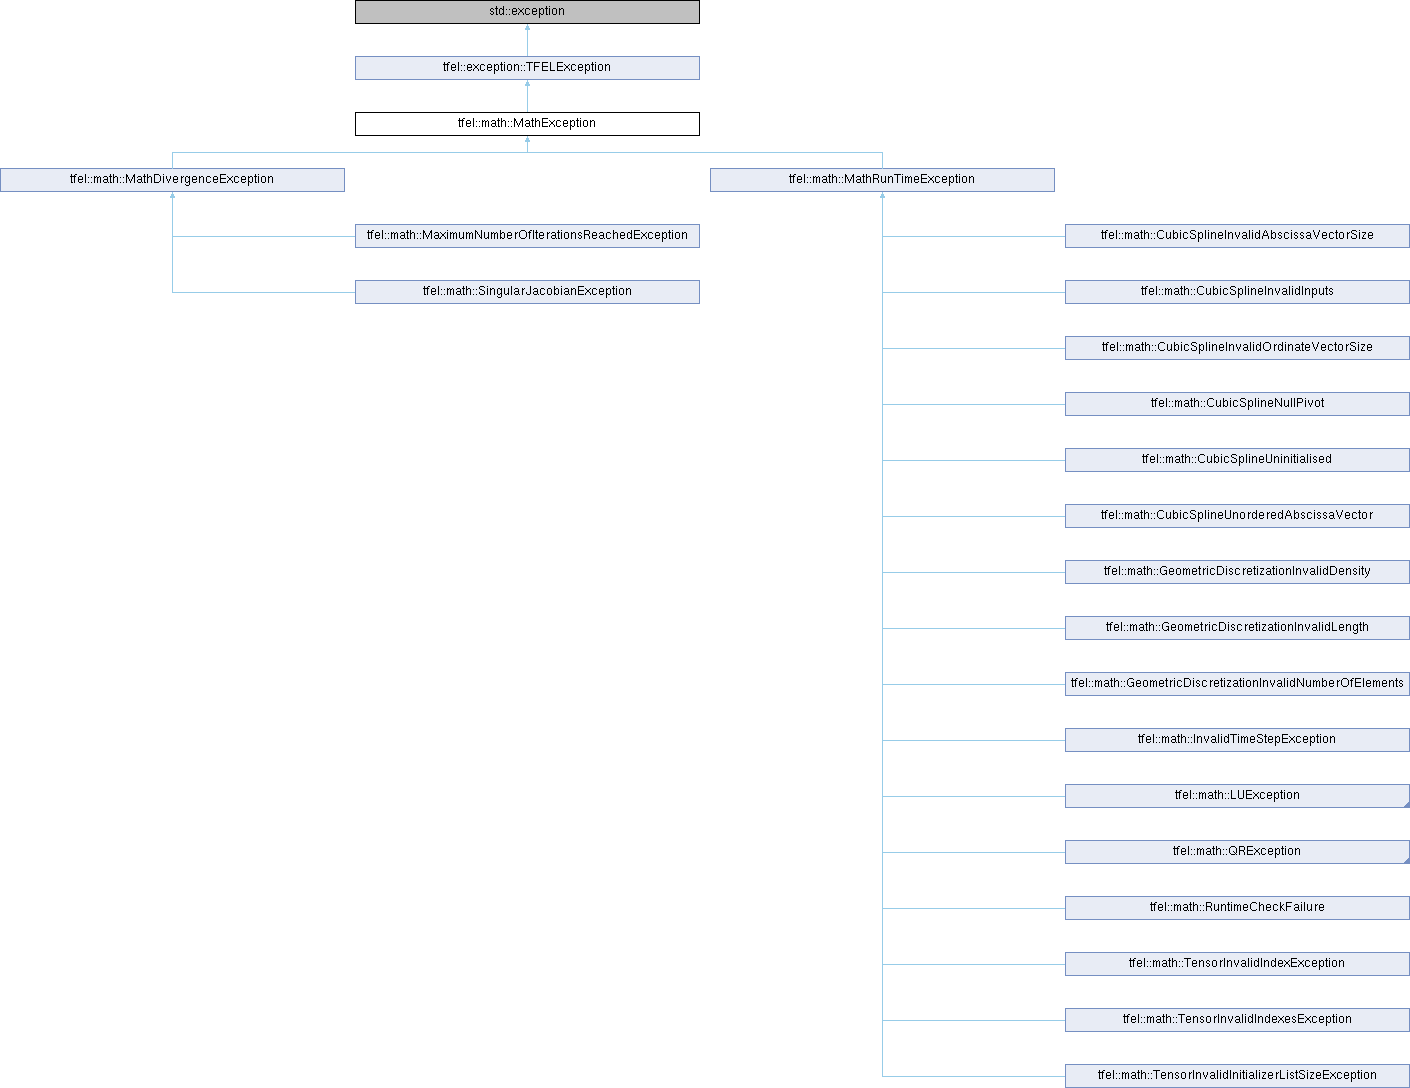 std::exception
tfel::exception::TFELException
tfel::math::MathException
tfel::math::MathDivergenceException
tfel::math::MathRunTimeException
tfel::math::MaximumNumberOfIterationsReachedException
tfel::math::CubicSplineInvalidAbscissaVectorSize
tfel::math::SingularJacobianException
tfel::math::CubicSplineInvalidInputs
tfel::math::CubicSplineInvalidOrdinateVectorSize
tfel::math::CubicSplineNullPivot
tfel::math::CubicSplineUninitialised
tfel::math::CubicSplineUnorderedAbscissaVector
tfel::math::GeometricDiscretizationInvalidDensity
tfel::math::GeometricDiscretizationInvalidLength
tfel::math::GeometricDiscretizationInvalidNumberOfElements
tfel::math::InvalidTimeStepException
tfel::math::LUException
tfel::math::QRException
tfel::math::RuntimeCheckFailure
tfel::math::TensorInvalidIndexException
tfel::math::TensorInvalidIndexesException
tfel::math::TensorInvalidInitializerListSizeException